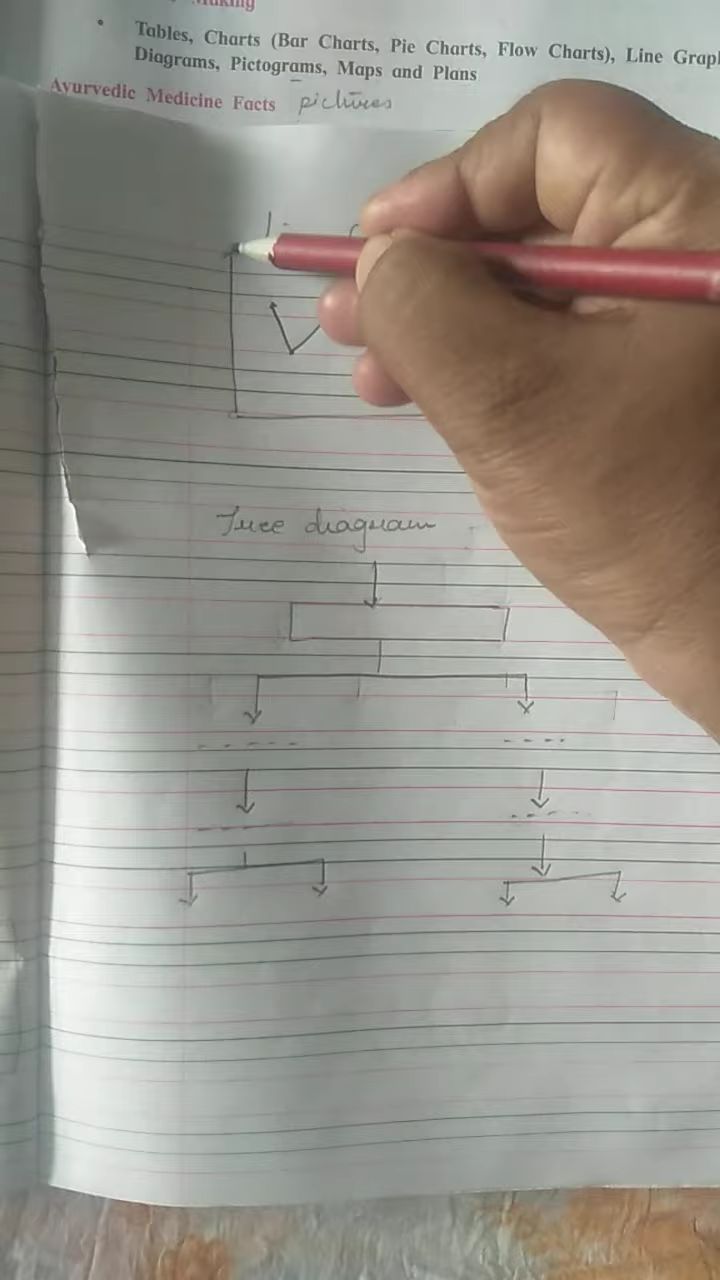 Making
• Tables, Charts (Bar Charts, Pie Charts, Flow Charts), Line
Diagrams, Pictograms, Maps and Plans
Ayurvedic Medicine Facts pictures
Tree diagram